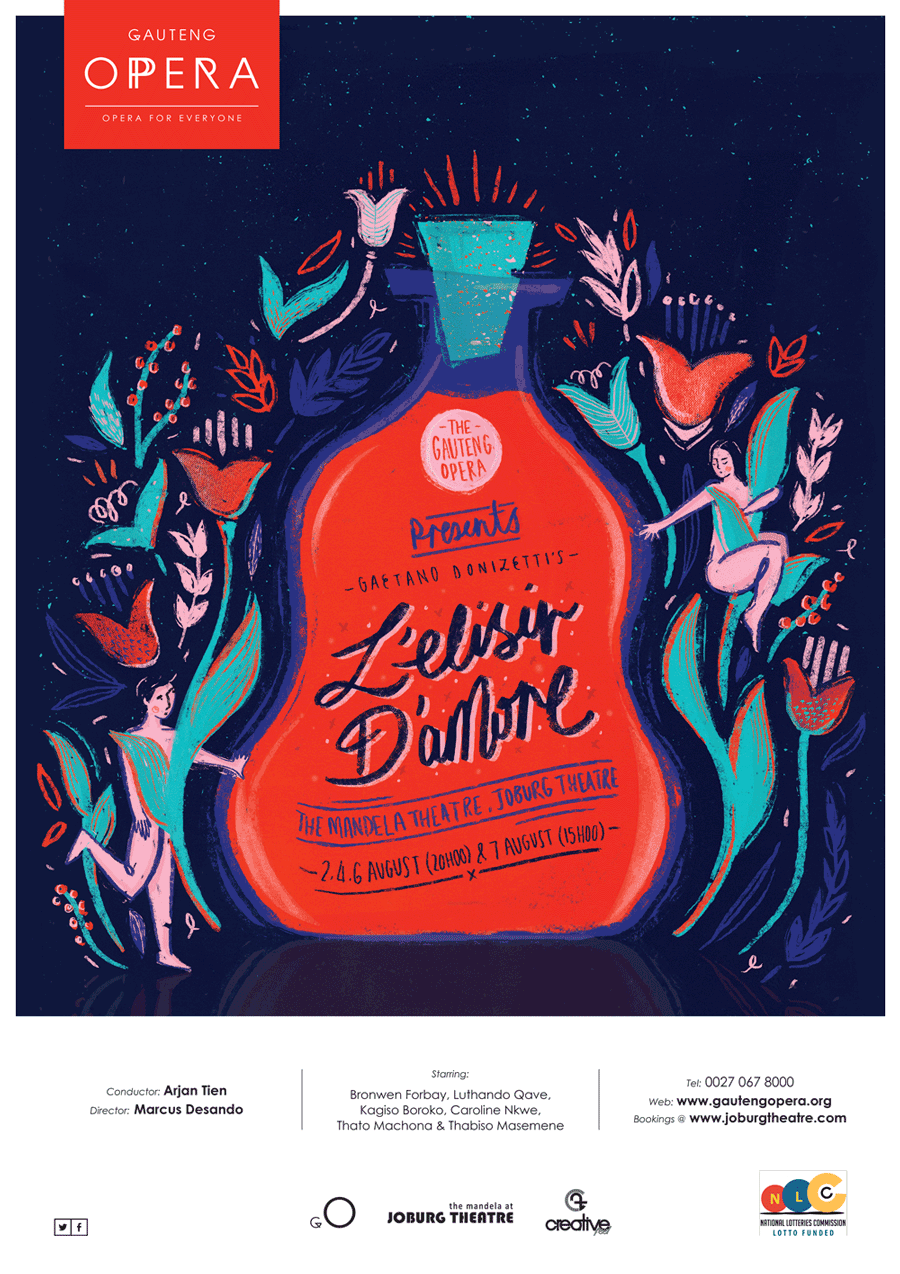 GAUTENG
OPERA
OPERA FOR EVERYONE
-THE-
GAUTENG
OPERA
Presents
-GAETANO DONIZETTI'S-
L'elisir
D'aMore
THE MANDELA THEATRE, JOBURG THEATRE
-2.4.6 AUGUST (20H00) & 7 AUGUST (15H00)-
Conductor: Arjan Tien
Director: Marcus Desando
Starring:
Bronwen Forbay, Luthando Qave,
Kagiso Boroko, Caroline Nkwe,
Thato Machona & Thabiso Masemene
Tel: 0027 067 8000
Web: www.gautengopera.org
Bookings @ www.joburgtheatre.com
GO
the mandela at
JOBURG THEATRE
creative
NLC
NATIONAL LOTTERIES COMMISSION
LOTTO FUNDED